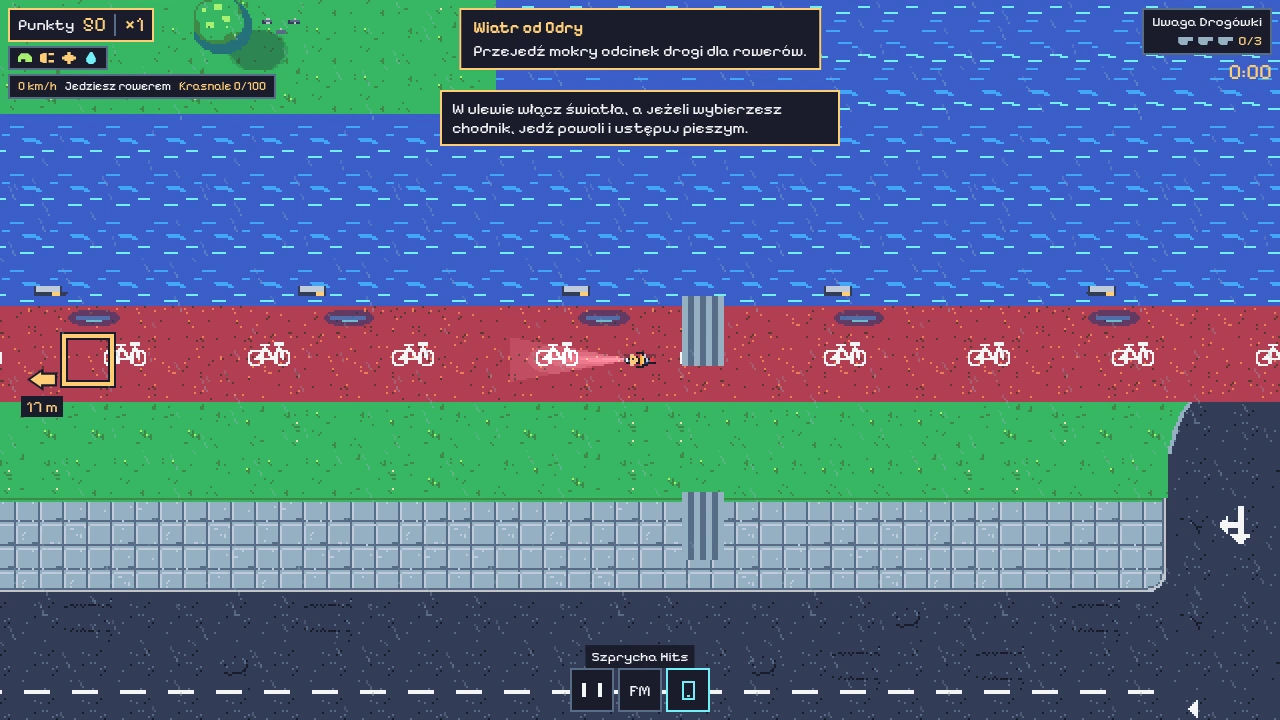 Punkty 80 ×1
0 km/h Jedziesz rowerem Krasnale 0/100
Wiatr od Odry
Przejedź mokry odcinek drogi dla rowerów.
W ulewie włącz światła, a jeżeli wybierzesz
chodnik, jedź powoli i ustępuj pieszym.
Uwaga Drogówki
0/3
0:00
17 m
Szprycha Hits
FM